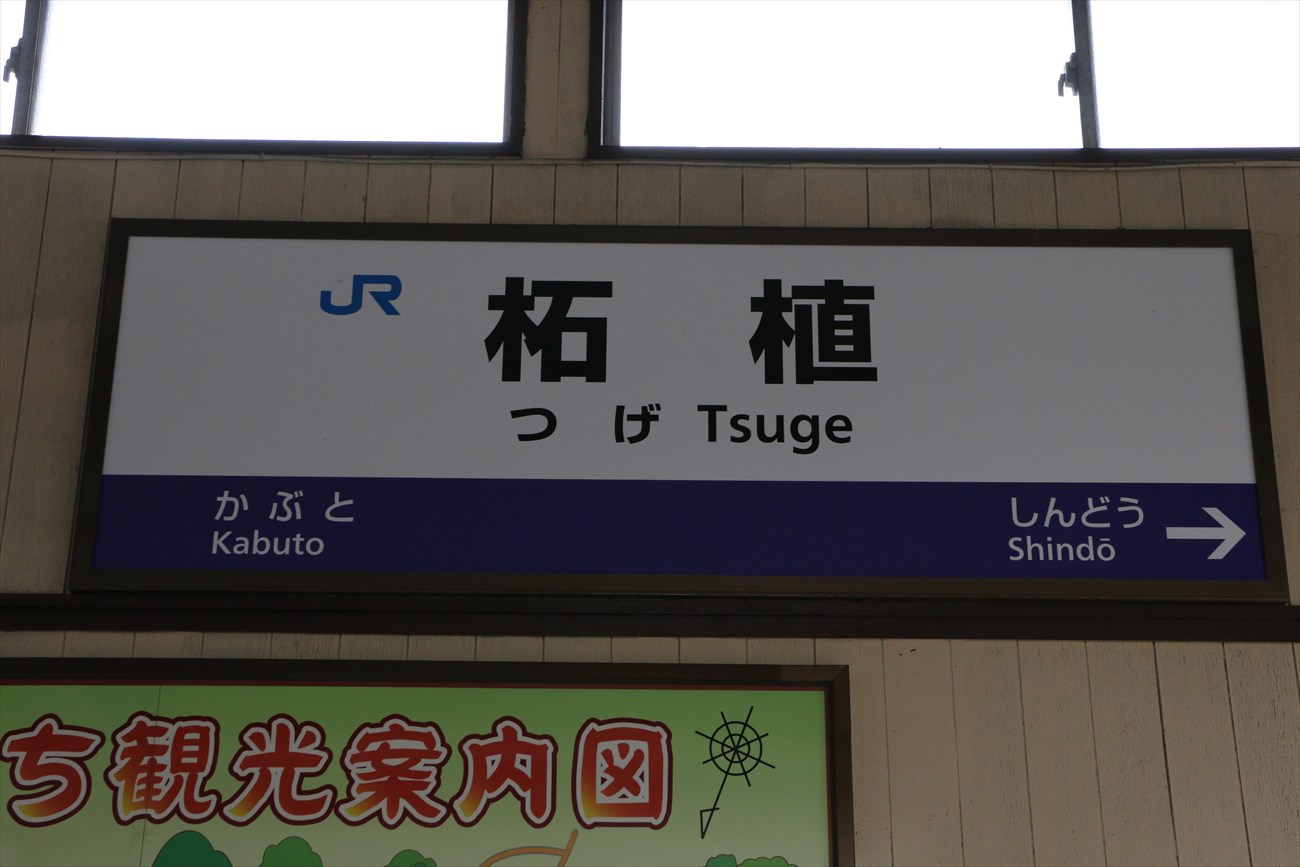 JR 柘植
つげ Tsuge
かぶと しんどう →
Kabuto Shindō
ち観光案内図